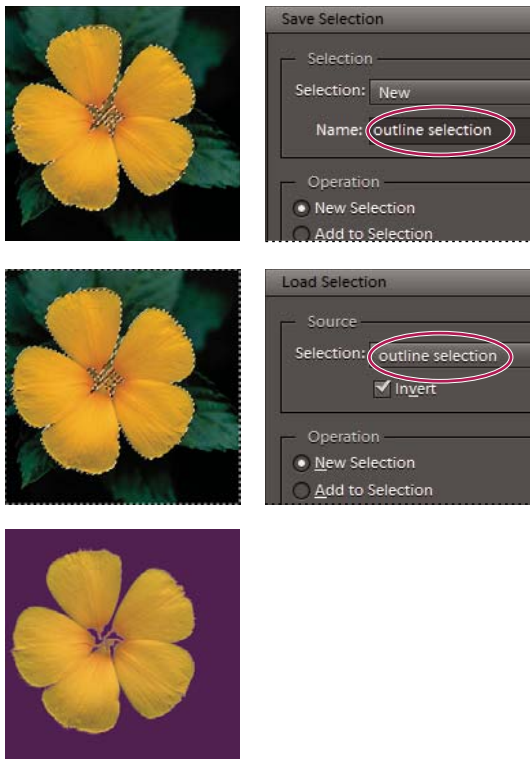 Save Selection
Selection
Selection: New
Name: outline selection
Operation
New Selection
Add to Selection
Load Selection
Source
Selection: outline selection
Invert
Operation
New Selection
Add to Selection